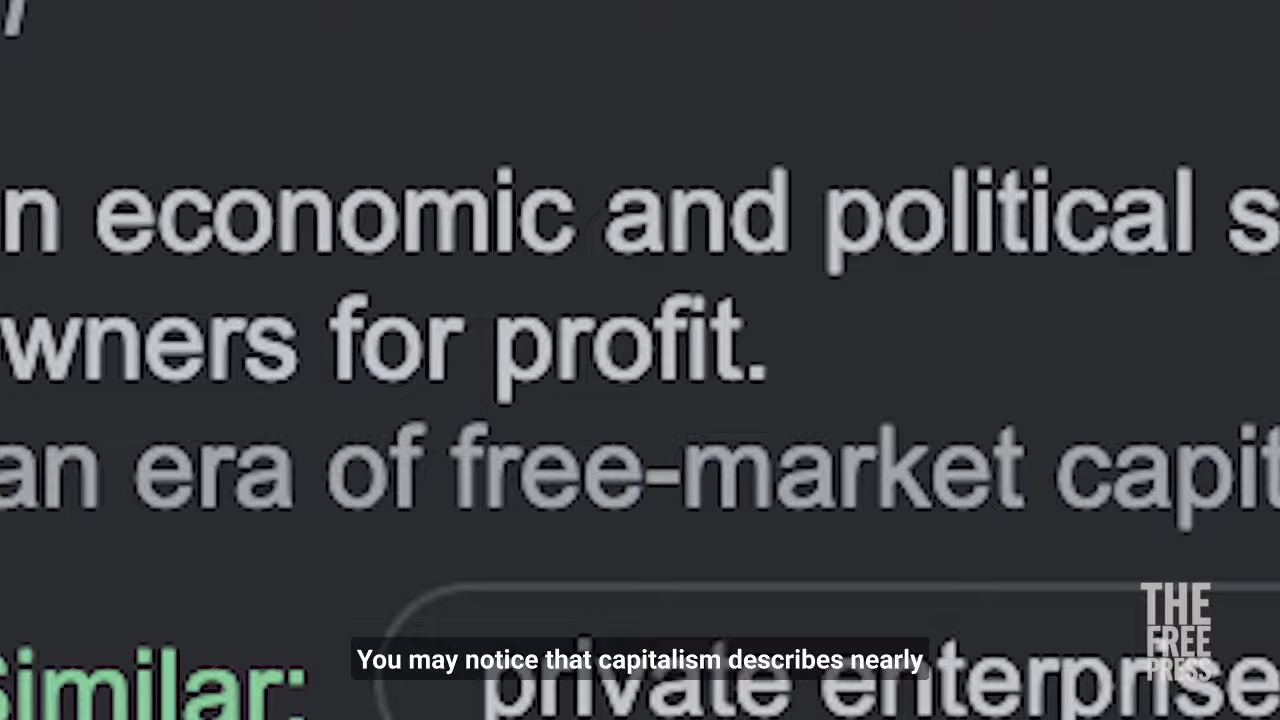 n economic and political s
wners for profit.
an era of free-market capit
Similar:
private enterprise
You may notice that capitalism describes nearly
THE
FREE
PRESS